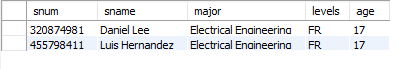 snum sname major levels age
320874981 Daniel Lee Electrical Engineering FR 17
455798411 Luis Hernandez Electrical Engineering FR 17